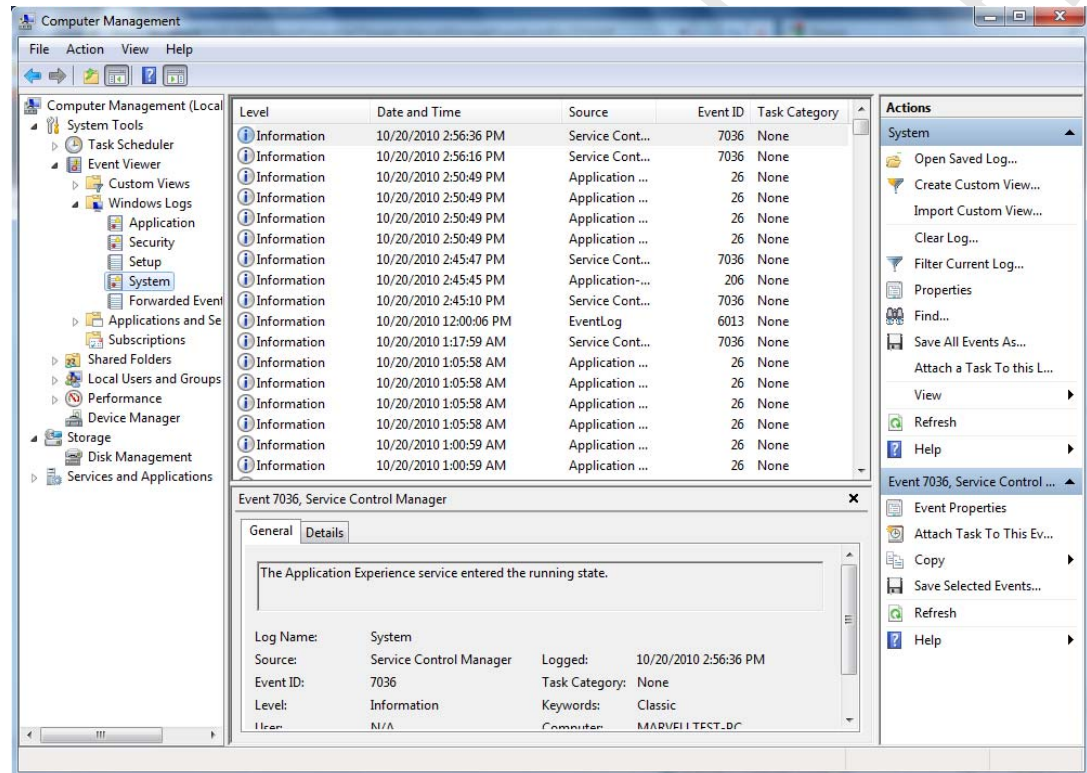 Computer Management
File Action View Help
Computer Management (Local
System Tools
Task Scheduler
Event Viewer
Custom Views
Windows Logs
Application
Security
Setup
System
Forwarded Event
Applications and Se
Subscriptions
Shared Folders
Local Users and Groups
Performance
Device Manager
Storage
Disk Management
Services and Applications
Level Date and Time Source Event ID Task Category
Information 10/20/2010 2:56:36 PM Service Cont... 7036 None
Information 10/20/2010 2:56:16 PM Service Cont... 7036 None
Information 10/20/2010 2:50:49 PM Application ... 26 None
Information 10/20/2010 2:50:49 PM Application ... 26 None
Information 10/20/2010 2:50:49 PM Application ... 26 None
Information 10/20/2010 2:50:49 PM Application ... 26 None
Information 10/20/2010 2:45:47 PM Service Cont... 7036 None
Information 10/20/2010 2:45:45 PM Application-... 206 None
Information 10/20/2010 2:45:10 PM Service Cont... 7036 None
Information 10/20/2010 12:00:06 PM EventLog 6013 None
Information 10/20/2010 1:17:59 AM Service Cont... 7036 None
Information 10/20/2010 1:05:58 AM Application ... 26 None
Information 10/20/2010 1:05:58 AM Application ... 26 None
Information 10/20/2010 1:05:58 AM Application ... 26 None
Information 10/20/2010 1:05:58 AM Application ... 26 None
Information 10/20/2010 1:00:59 AM Application ... 26 None
Information 10/20/2010 1:00:59 AM Application ... 26 None
Event 7036, Service Control Manager
General Details
The Application Experience service entered the running state.
Log Name: System
Source: Service Control Manager Logged: 10/20/2010 2:56:36 PM
Event ID: 7036 Task Category: None
Level: Information Keywords: Classic
User: N/A Computer: MARVELLTEST-PC
Actions
System
Open Saved Log...
Create Custom View...
Import Custom View...
Clear Log...
Filter Current Log...
Properties
Find...
Save All Events As...
Attach a Task To this L...
View
Refresh
Help
Event 7036, Service Control ...
Event Properties
Attach Task To This Ev...
Copy
Save Selected Events...
Refresh
Help